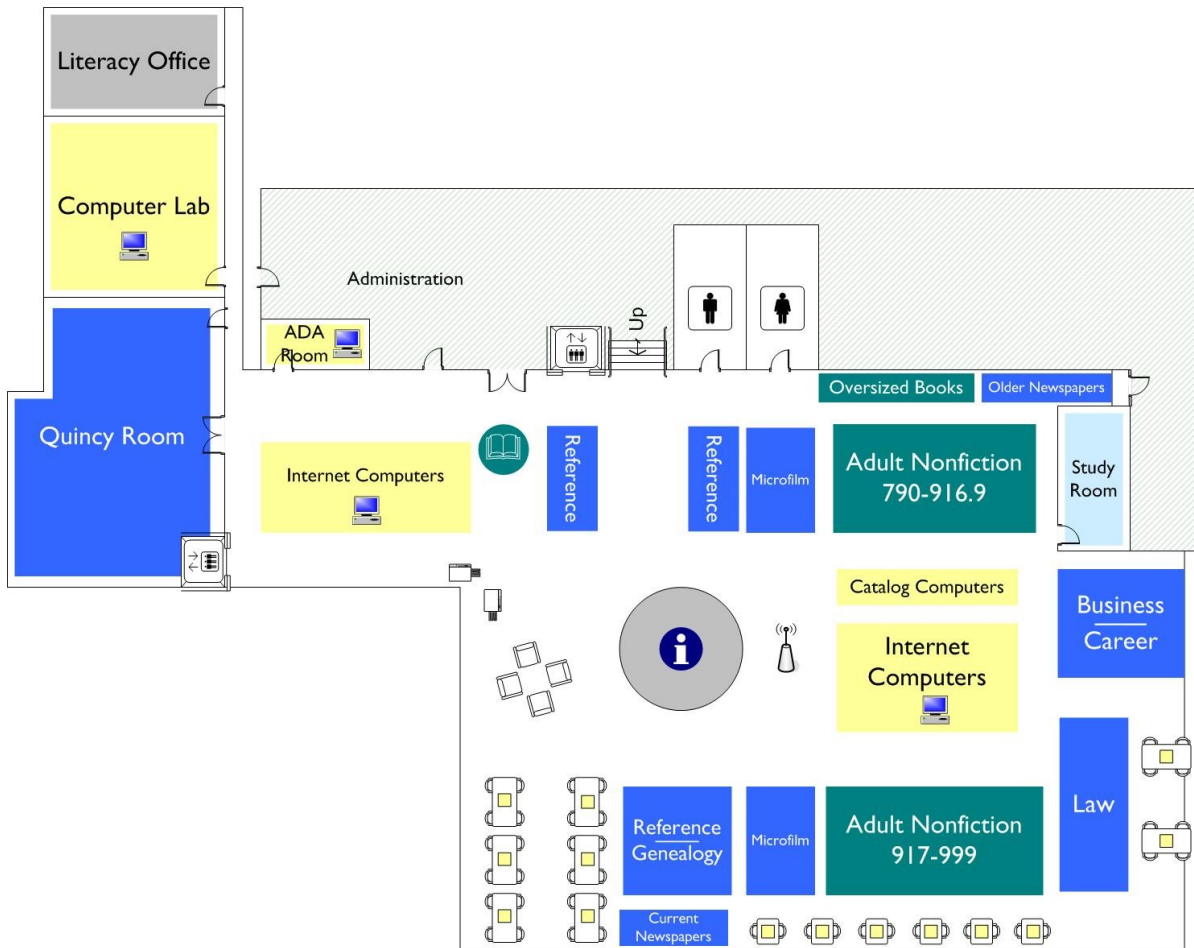 Literacy Office
Computer Lab
Administration
Up
ADA
Room
Oversized Books
Older Newspapers
Quincy Room
Internet Computers
Reference
Reference
Microfilm
Adult Nonfiction
790-916.9
Study
Room
Catalog Computers
Business
Career
i
Internet
Computers
Law
Reference
Genealogy
Microfilm
Adult Nonfiction
917-999
Current
Newspapers